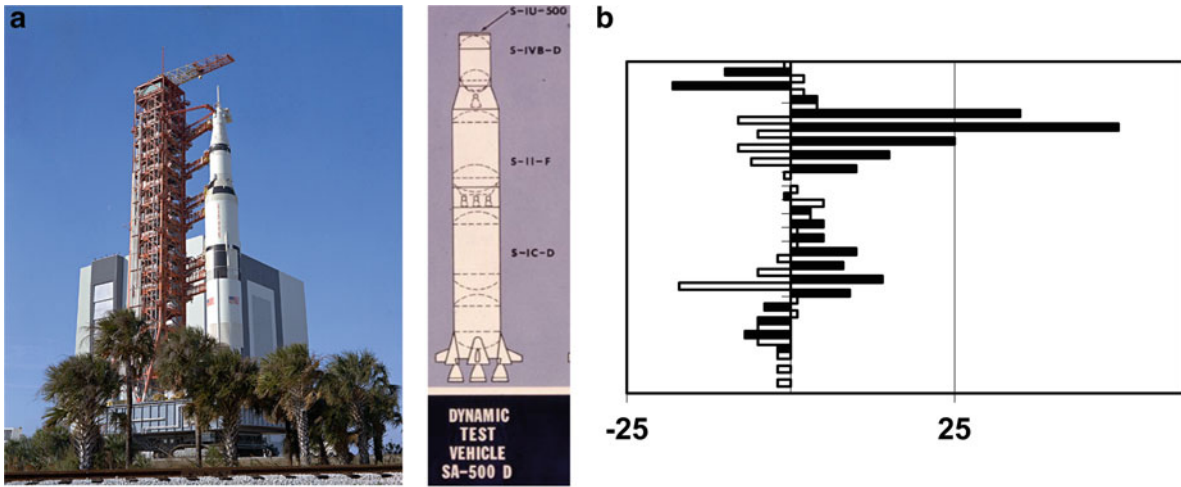 a
S-IU-500
S-IVB-D
S-II-F
S-IC-D
DYNAMIC
TEST
VEHICLE
SA-500 D
b
-25
25